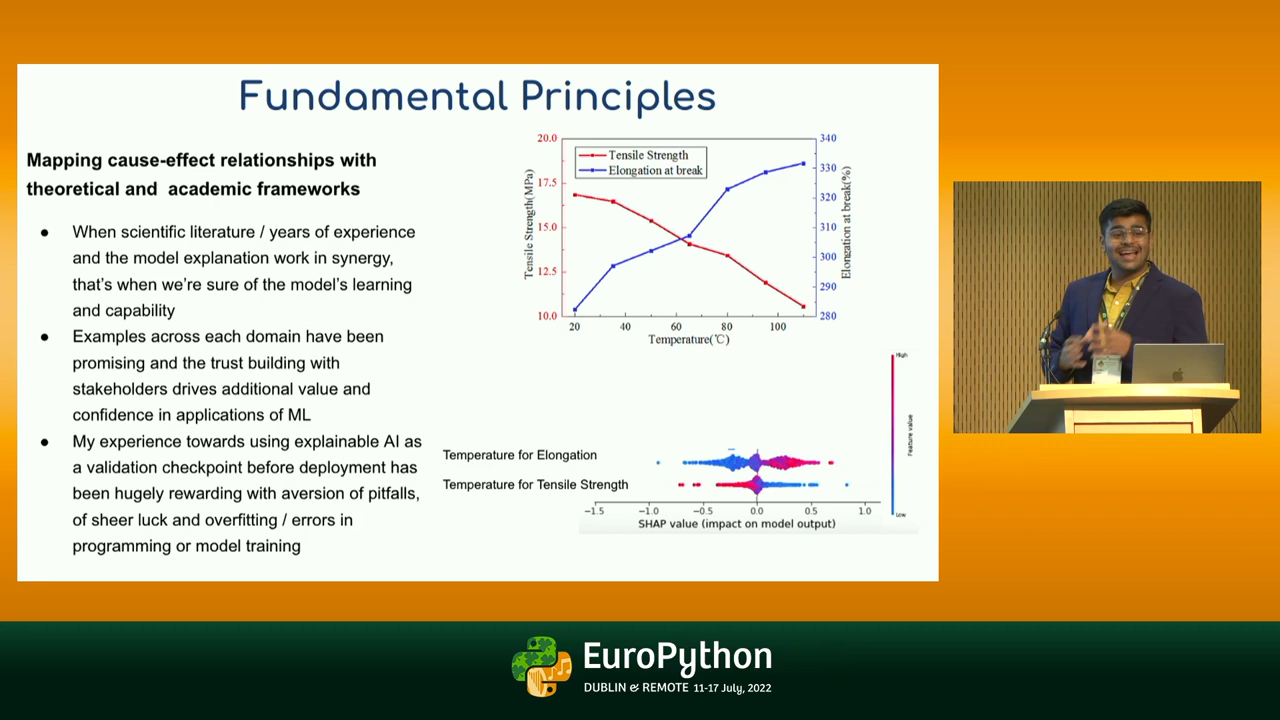 Fundamental Principles
Mapping cause-effect relationships with
theoretical and academic frameworks
● When scientific literature / years of experience
and the model explanation work in synergy,
that's when we're sure of the model's learning
and capability
● Examples across each domain have been
promising and the trust building with
stakeholders drives additional value and
confidence in applications of ML
● My experience towards using explainable AI as
a validation checkpoint before deployment has
been hugely rewarding with aversion of pitfalls,
of sheer luck and overfitting / errors in
programming or model training
Tensile Strength
Elongation at break
Tensile Strength(MPa)
20.0
17.5
15.0
12.5
10.0
340
330
320
310
300
290
280
Elongation at break(%)
20 40 60 80 100
Temperature(℃)
Temperature for Elongation
Temperature for Tensile Strength
−1.5 −1.0 −0.5 0.0 0.5 1.0
SHAP value (impact on model output)
High
Feature value
Low
EuroPython
DUBLIN & REMOTE 11-17 July, 2022